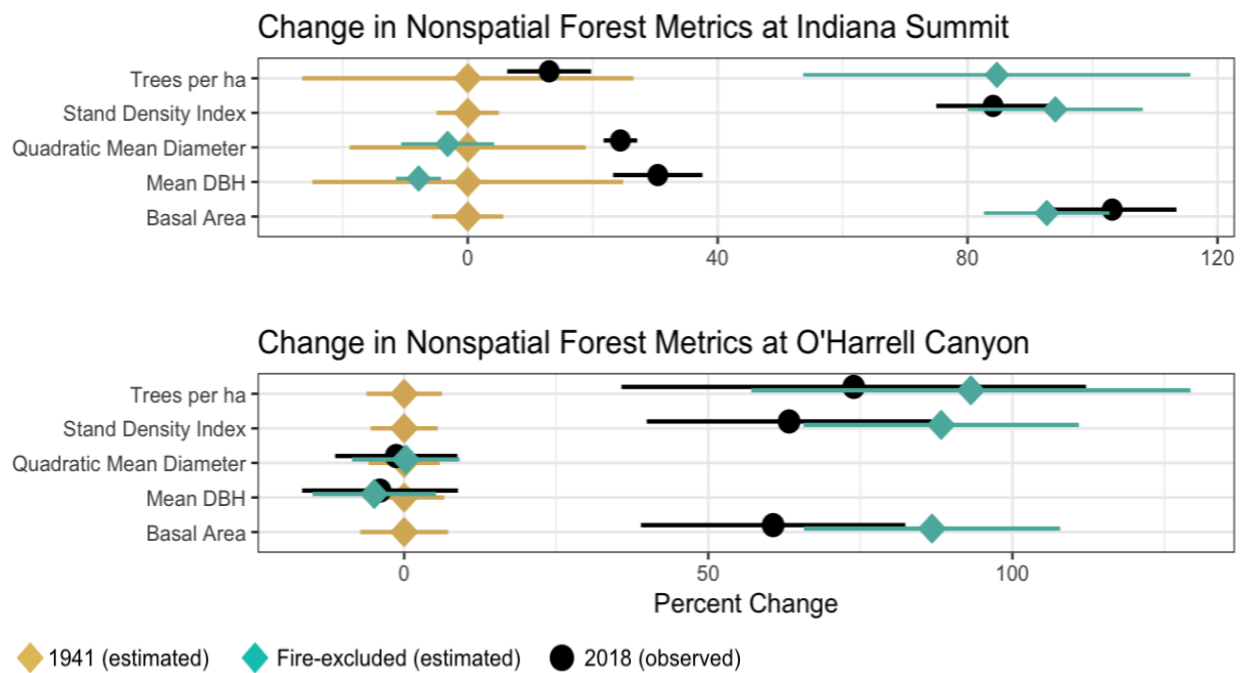 Change in Nonspatial Forest Metrics at Indiana Summit
Trees per ha
Stand Density Index
Quadratic Mean Diameter
Mean DBH
Basal Area
0 40 80 120
Change in Nonspatial Forest Metrics at O'Harrell Canyon
Trees per ha
Stand Density Index
Quadratic Mean Diameter
Mean DBH
Basal Area
0 50 100
Percent Change
1941 (estimated) Fire-excluded (estimated) 2018 (observed)